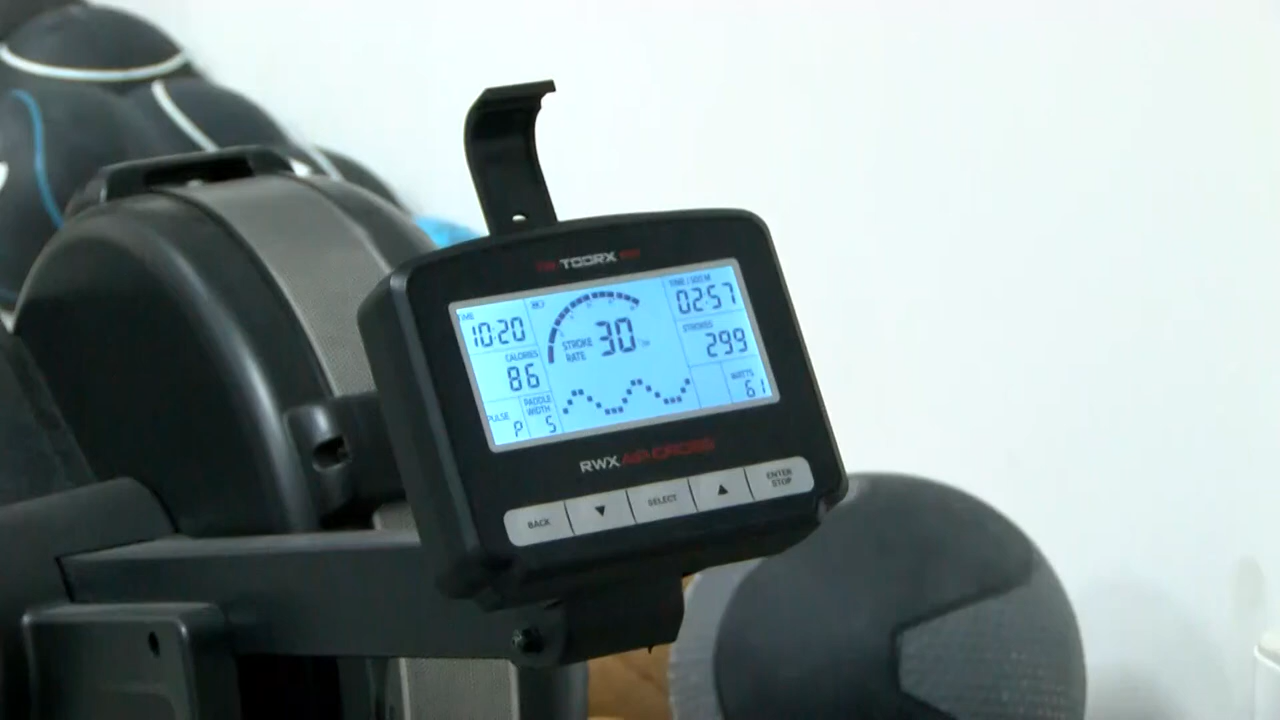 TOORX
TIME
10:20
CALORIES
86
PULSE
P
PADDLE
WIDTH
5
STROKE
RATE
30
TIME/500M
02:57
STROKES
299
WATTS
61
RWX AIR CROSS
BACK
▼
SELECT
▲
ENTER
STOP